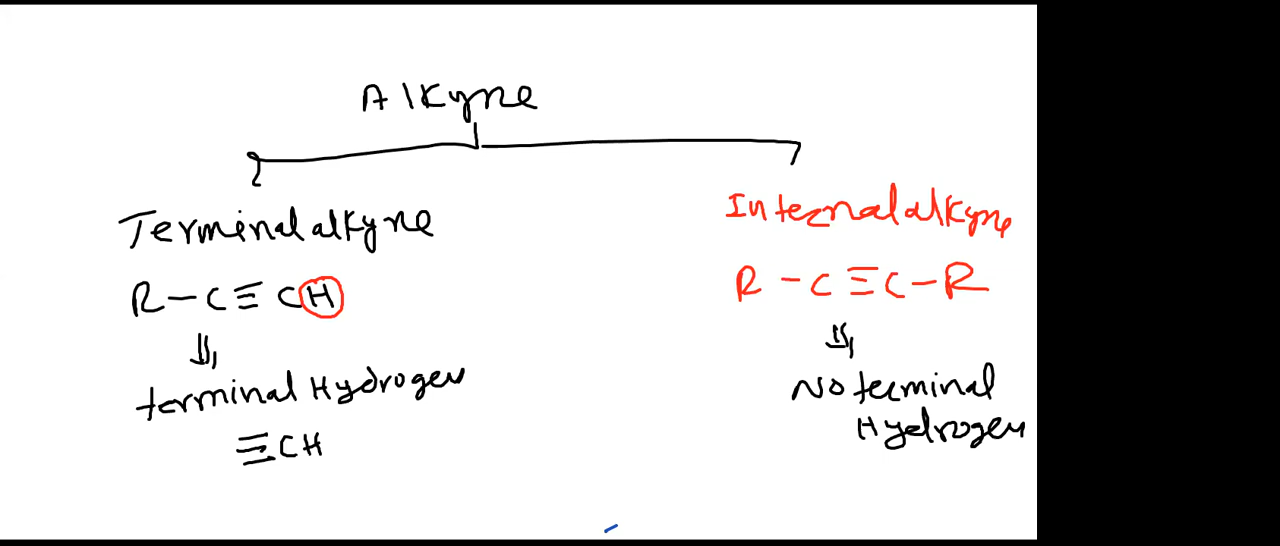 Alkyne
Terminal alkyne
R-C≡CH
terminal Hydrogen
≡CH
Internal alkyne
R-C≡C-R
No terminal
Hydrogen